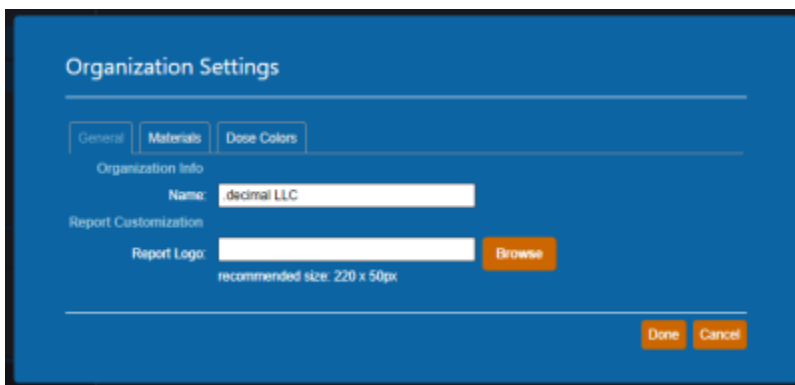 Organization Settings
General Materials Dose Colors
Organization Info
Name: .decimal LLC
Report Customization
Report Logo: Browse
recommended size: 220 x 50px
Done Cancel